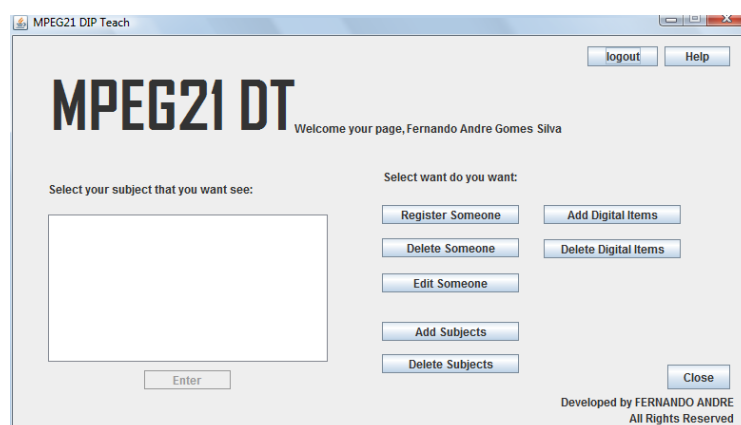 MPEG21 DIP Teach
logout
Help
MPEG21 DT
Welcome your page, Fernando Andre Gomes Silva
Select your subject that you want see:
Select want do you want:
Register Someone
Add Digital Items
Delete Someone
Delete Digital Items
Edit Someone
Add Subjects
Delete Subjects
Enter
Close
Developed by FERNANDO ANDRE
All Rights Reserved